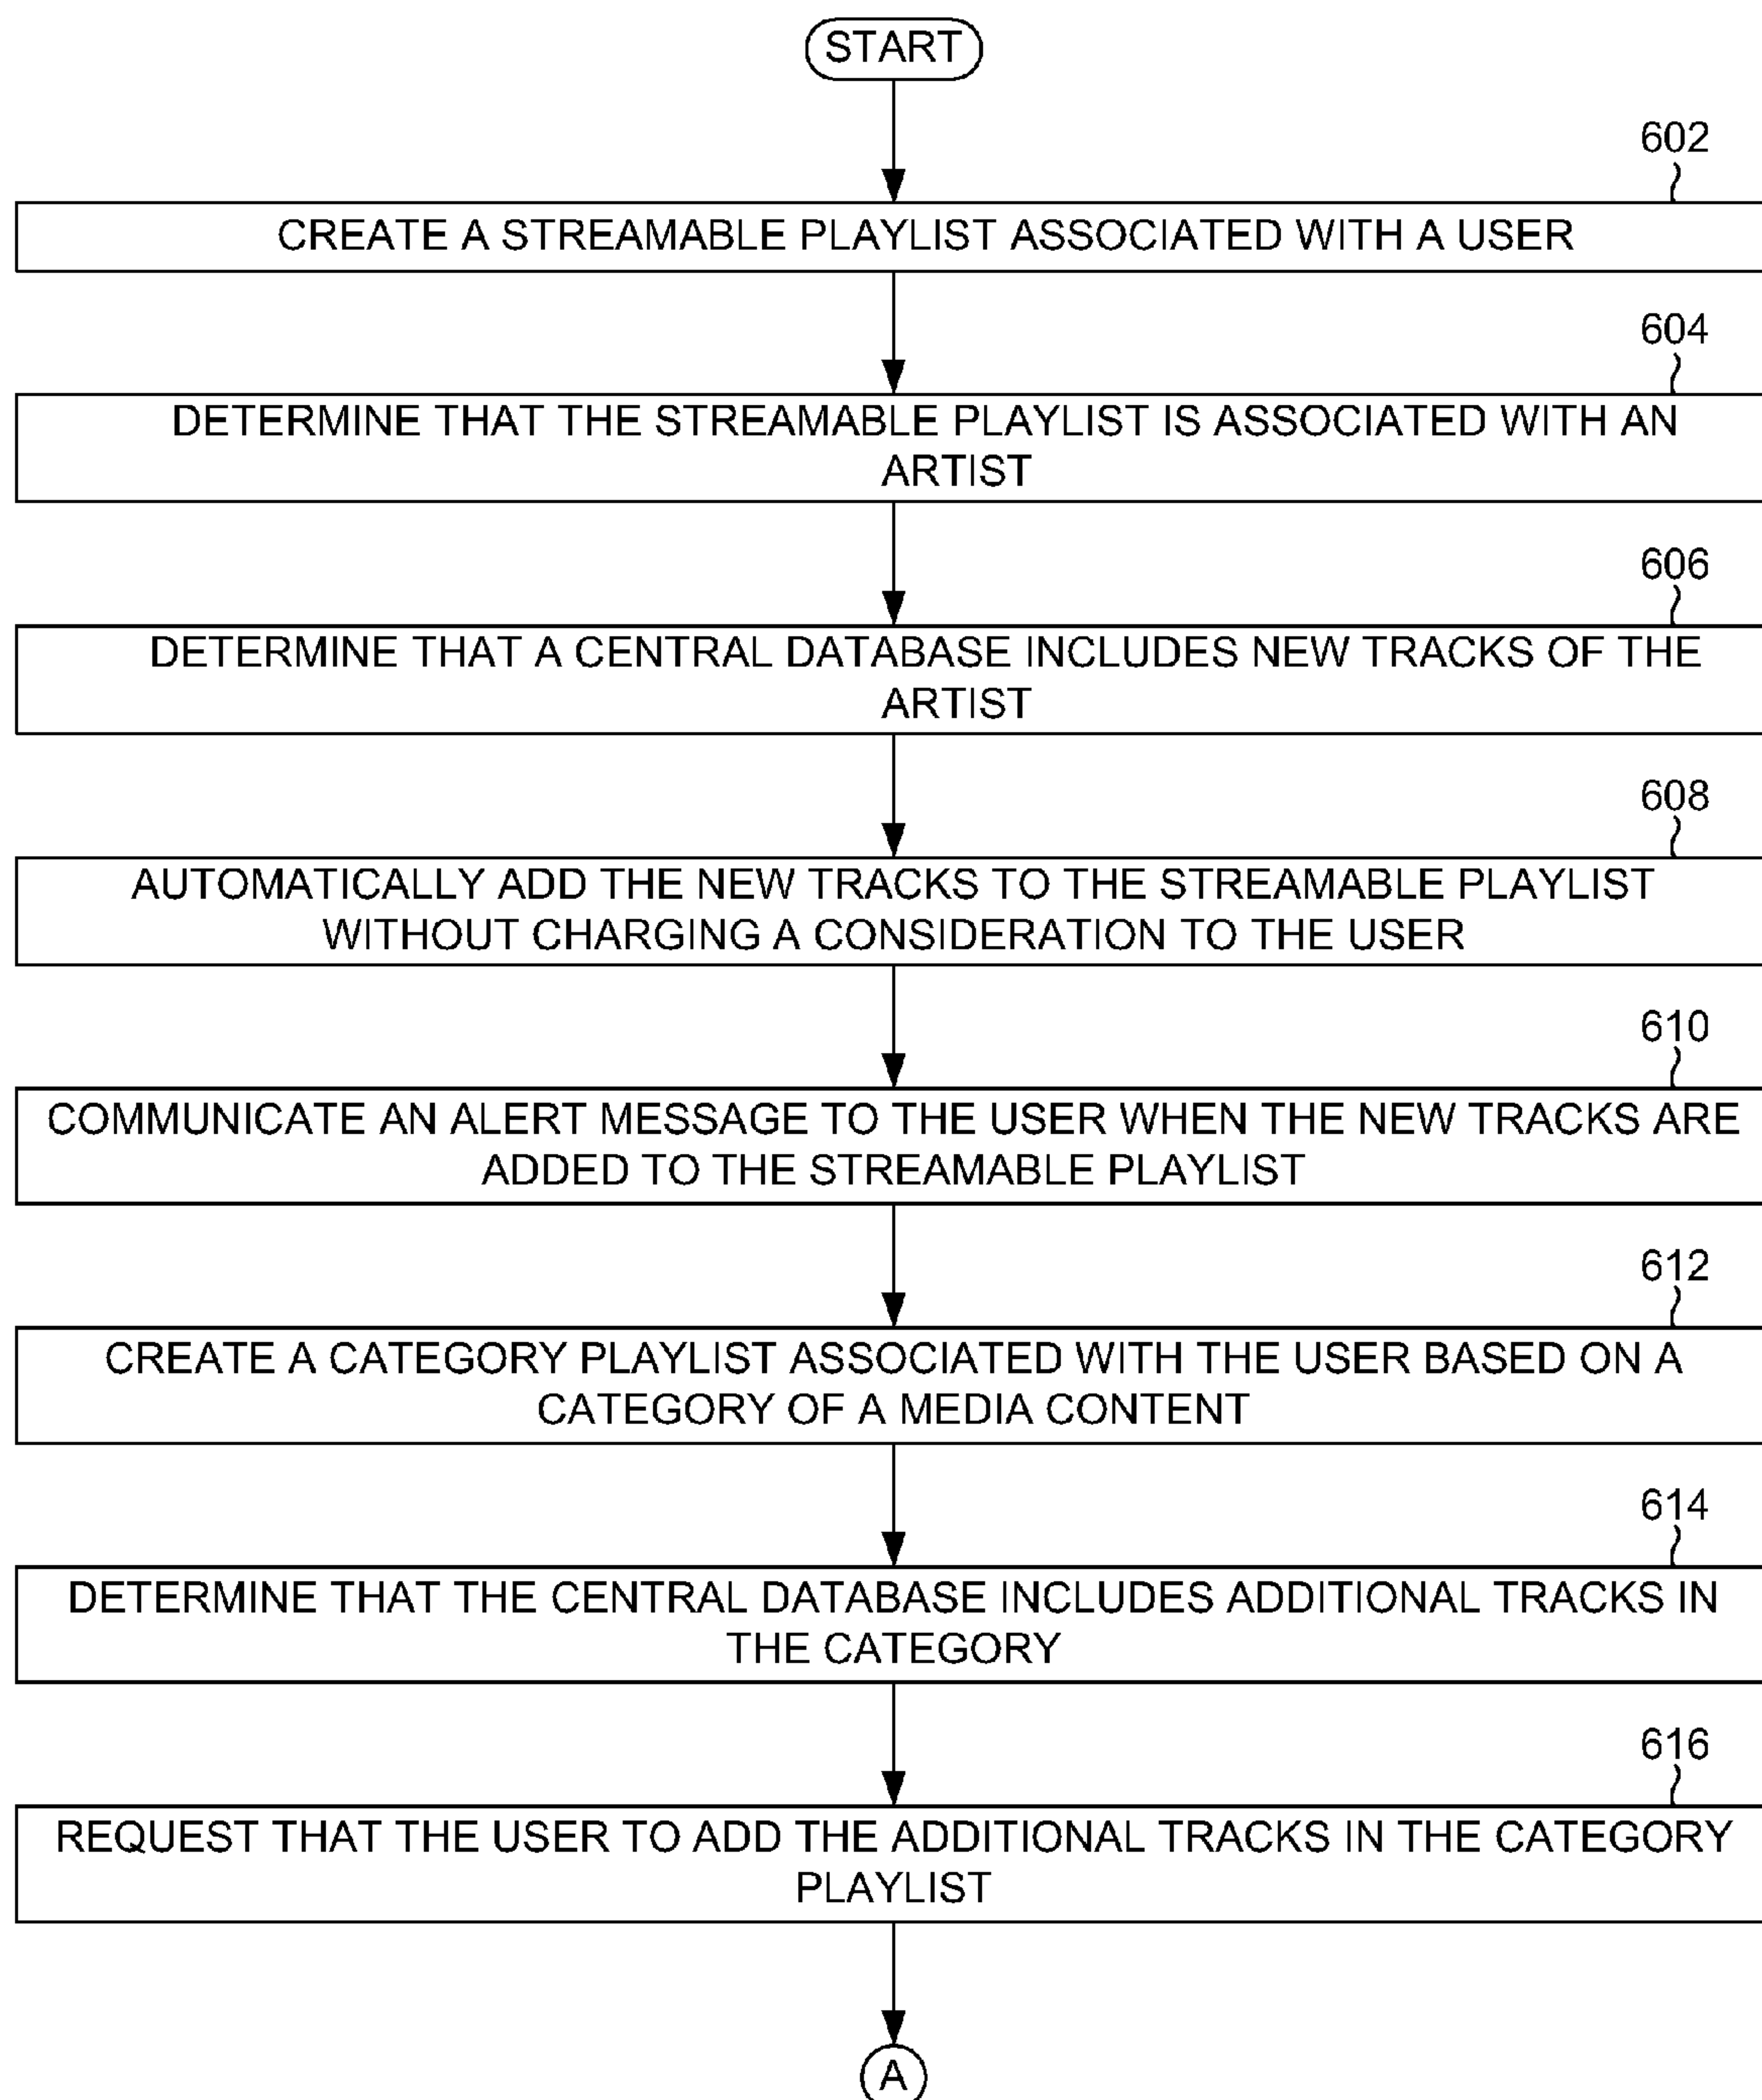 START
602
CREATE A STREAMABLE PLAYLIST ASSOCIATED WITH A USER
604
DETERMINE THAT THE STREAMABLE PLAYLIST IS ASSOCIATED WITH AN
ARTIST
606
DETERMINE THAT A CENTRAL DATABASE INCLUDES NEW TRACKS OF THE
ARTIST
608
AUTOMATICALLY ADD THE NEW TRACKS TO THE STREAMABLE PLAYLIST
WITHOUT CHARGING A CONSIDERATION TO THE USER
610
COMMUNICATE AN ALERT MESSAGE TO THE USER WHEN THE NEW TRACKS ARE
ADDED TO THE STREAMABLE PLAYLIST
612
CREATE A CATEGORY PLAYLIST ASSOCIATED WITH THE USER BASED ON A
CATEGORY OF A MEDIA CONTENT
614
DETERMINE THAT THE CENTRAL DATABASE INCLUDES ADDITIONAL TRACKS IN
THE CATEGORY
616
REQUEST THAT THE USER TO ADD THE ADDITIONAL TRACKS IN THE CATEGORY
PLAYLIST
A